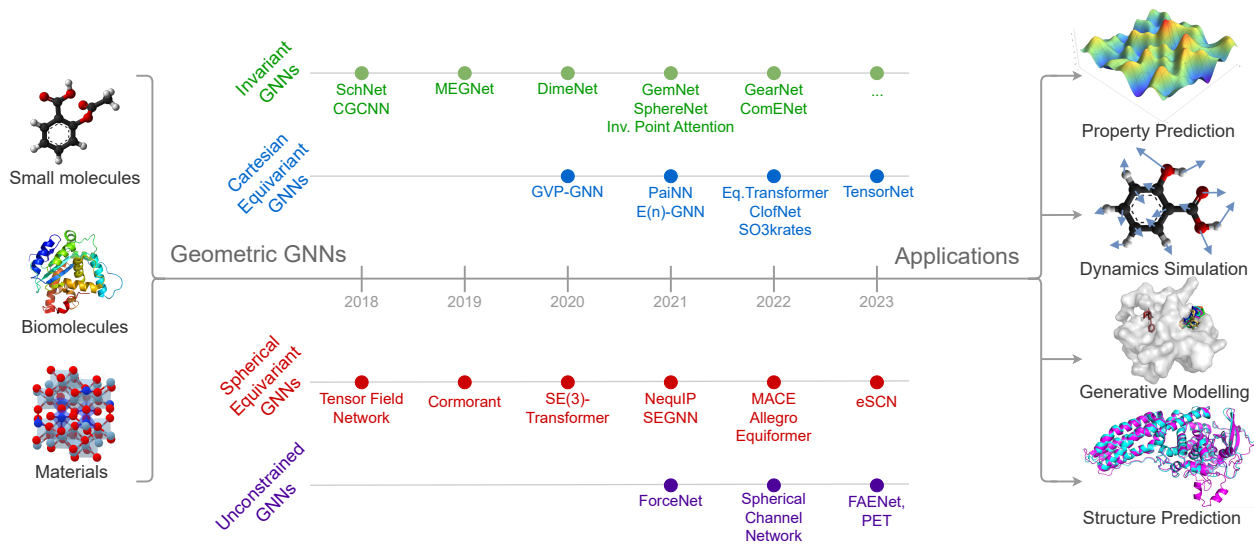 Small molecules
Biomolecules
Materials
Invariant
GNNs
SchNet
CGCNN
MEGNet
DimeNet
GemNet
SphereNet
Inv. Point Attention
GearNet
ComENet
...
Cartesian
Equivariant
GNNs
GVP-GNN
PaiNN
E(n)-GNN
Eq.Transformer
ClofNet
SO3krates
TensorNet
Geometric GNNs
Applications
2018
2019
2020
2021
2022
2023
Spherical
Equivariant
GNNs
Tensor Field
Network
Cormorant
SE(3)-
Transformer
NequIP
SEGNN
MACE
Allegro
Equiformer
eSCN
Unconstrained
GNNs
ForceNet
Spherical
Channel
Network
FAENet,
PET
Property Prediction
Dynamics Simulation
Generative Modelling
Structure Prediction